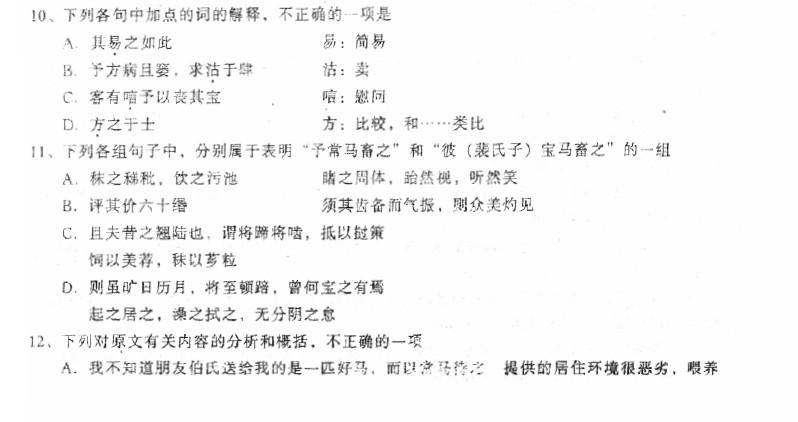 10、下列各句中加点的词的解释，不正确的一项是
A. 其易之如此 易：简易
B. 予方病且窭，求沽于肆 沽：卖
C. 客有唁予以丧其宝 唁：慰问
D. 方之于士 方：比较，和……类比
11、下列各组句子中，分别属于表明“予常马畜之”和“彼（裴氏子）宝马畜之”的一组
A. 秣之稊秕，饮之污池 睹之周体，眙然视，听然笑
B. 评其价六十缗 须其齿备而气振，则众美灼见
C. 且夫昔之翘陆也，谓将蹄将啮，抵以挝策
饲以美荐，秣以芗粒
D. 则虽旷日历月，将至顿踣，曾何宝之有焉
起之居之，澡之拭之，无分阴之怠
12、下列对原文有关内容的分析和概括，不正确的一项
A. 我不知道朋友伯氏送给我的是一匹好马，而以常马待之 提供的居住环境很恶劣，喂养